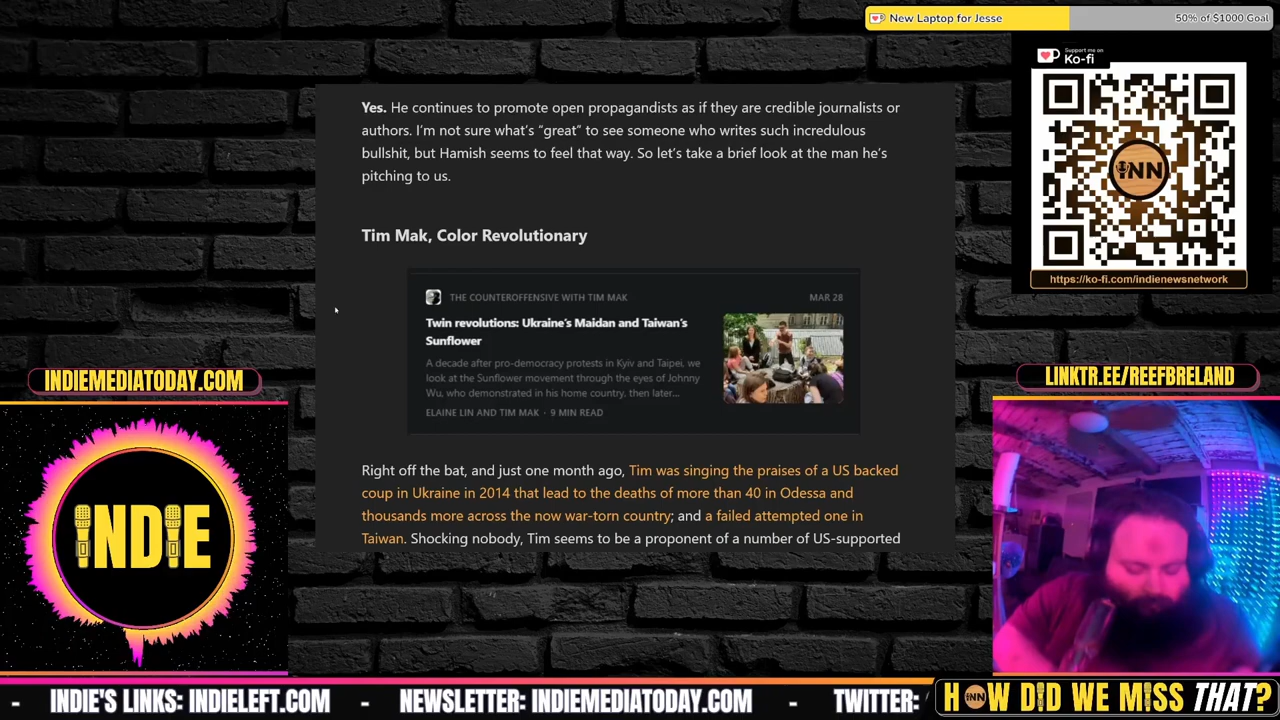 New Laptop for Jesse
50% of $1000 Goal
Support me on
Ko-fi
iNN
https://ko-fi.com/indienewsnetwork
Yes. He continues to promote open propagandists as if they are credible journalists or
authors. I'm not sure what's “great” to see someone who writes such incredulous
bullshit, but Hamish seems to feel that way. So let's take a brief look at the man he's
pitching to us.
Tim Mak, Color Revolutionary
THE COUNTEROFFENSIVE WITH TIM MAK
MAR 28
Twin revolutions: Ukraine's Maidan and Taiwan's
Sunflower
A decade after pro-democracy protests in Kyiv and Taipei, we
look at the Sunflower movement through the eyes of Johnny
Wu, who demonstrated in his home country, then later...
ELAINE LIN AND TIM MAK · 9 MIN READ
Right off the bat, and just one month ago, Tim was singing the praises of a US backed
coup in Ukraine in 2014 that lead to the deaths of more than 40 in Odessa and
thousands more across the now war-torn country; and a failed attempted one in
Taiwan. Shocking nobody, Tim seems to be a proponent of a number of US-supported
INDIEMEDIATODAY.COM
LINKTR.EE/REEFBRELAND
INDIE
- INDIE'S LINKS: INDIELEFT.COM - NEWSLETTER: INDIEMEDIATODAY.COM - TWITTER:
HOW DID WE MISS THAT?